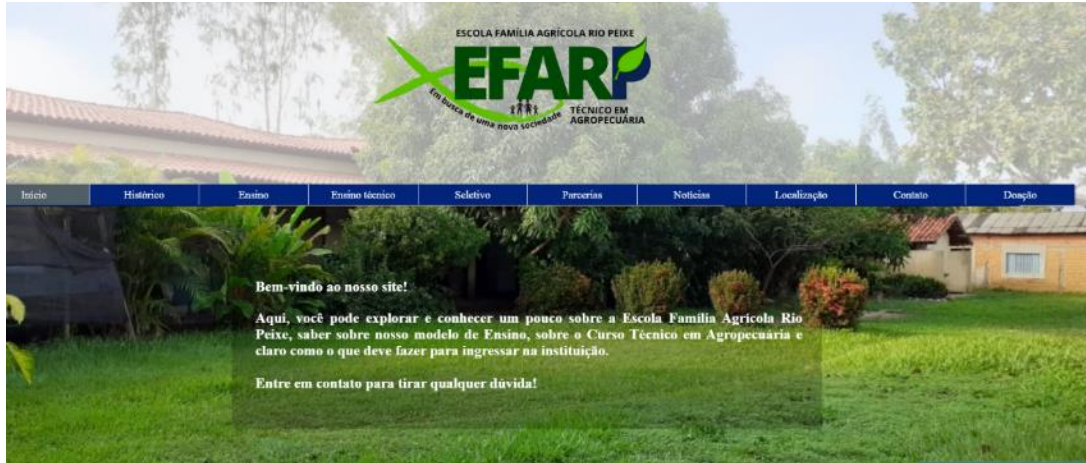 ESCOLA FAMÍLIA AGRÍCOLA RIO PEIXE
EFARP
Em busca de uma nova sociedade
TÉCNICO EM
AGROPECUÁRIA
Início Histórico Ensino Ensino técnico Seletivo Parcerias Notícias Localização Contato Doação
Bem-vindo ao nosso site!
Aqui, você pode explorar e conhecer um pouco sobre a Escola Família Agrícola Rio
Peixe, saber sobre nosso modelo de Ensino, sobre o Curso Técnico em Agropecuária e
claro como o que deve fazer para ingressar na instituição.
Entre em contato para tirar qualquer dúvida!